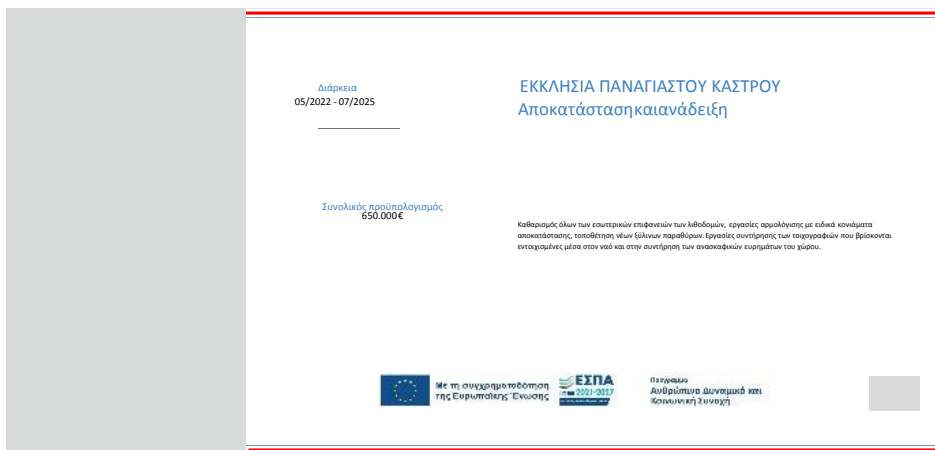 Διάρκεια
05/2022 - 07/2025
ΕΚΚΛΗΣΙΑ ΠΑΝΑΓΙΑΣΤΟΥ ΚΑΣΤΡΟΥ
Αποκατάστασηκαιανάδειξη
Συνολικός προϋπολογισμός
650.000€
Καθαρισμός όλων των εσωτερικών επιφανειών των λιθοδομών, εργασίες αρμολόγισης με ειδικά κονιάματα
αποκατάστασης, τοποθέτηση νέων ξύλινων παραθύρων. Εργασίες συντήρησης των τοιχογραφιών που βρίσκονται
εντοιχισμένες μέσα στον ναό και στην συντήρηση των ανασκαφικών ευρημάτων του χώρου.
Με τη συγχρηματοδότηση
της Ευρωπαϊκής Ένωσης
ΕΣΠΑ
2021-2027
Πρόγραμμα
Ανθρώπινο Δυναμικό και
Κοινωνική Συνοχή